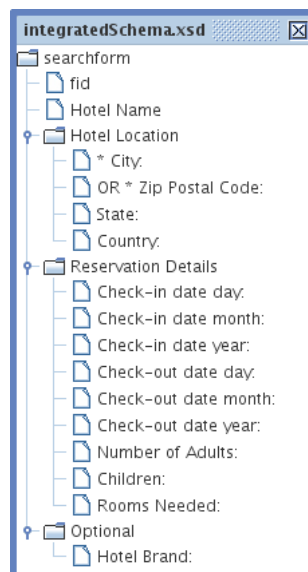 integratedSchema.xsd
searchform
fid
Hotel Name
Hotel Location
* City:
OR * Zip Postal Code:
State:
Country:
Reservation Details
Check-in date day:
Check-in date month:
Check-in date year:
Check-out date day:
Check-out date month:
Check-out date year:
Number of Adults:
Children:
Rooms Needed:
Optional
Hotel Brand: